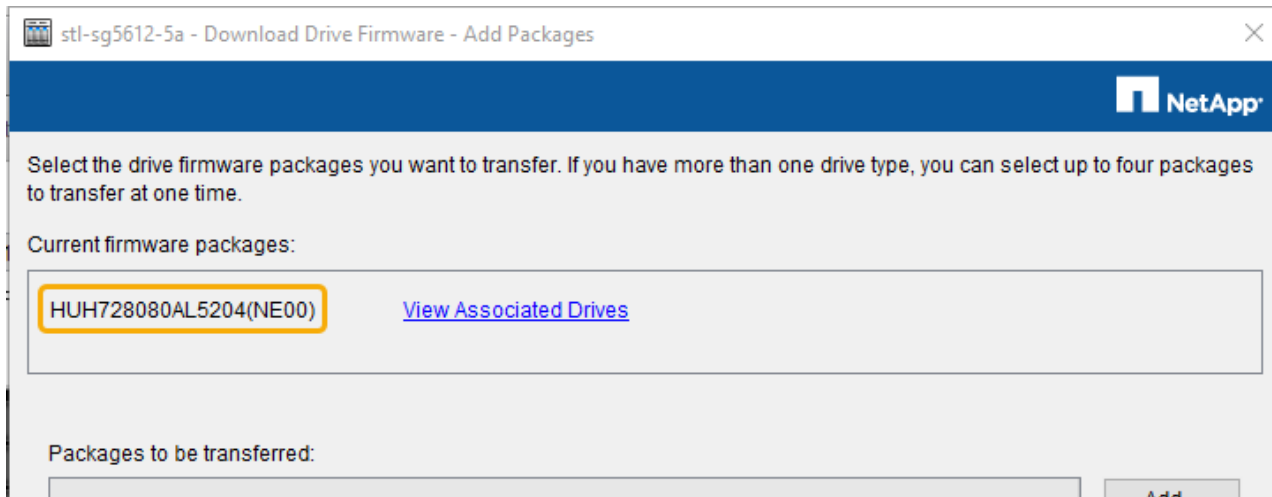 stl-sg5612-5a - Download Drive Firmware - Add Packages
NetApp
Select the drive firmware packages you want to transfer. If you have more than one drive type, you can select up to four packages
to transfer at one time.
Current firmware packages:
HUH728080AL5204(NE00) View Associated Drives
Packages to be transferred:
Add